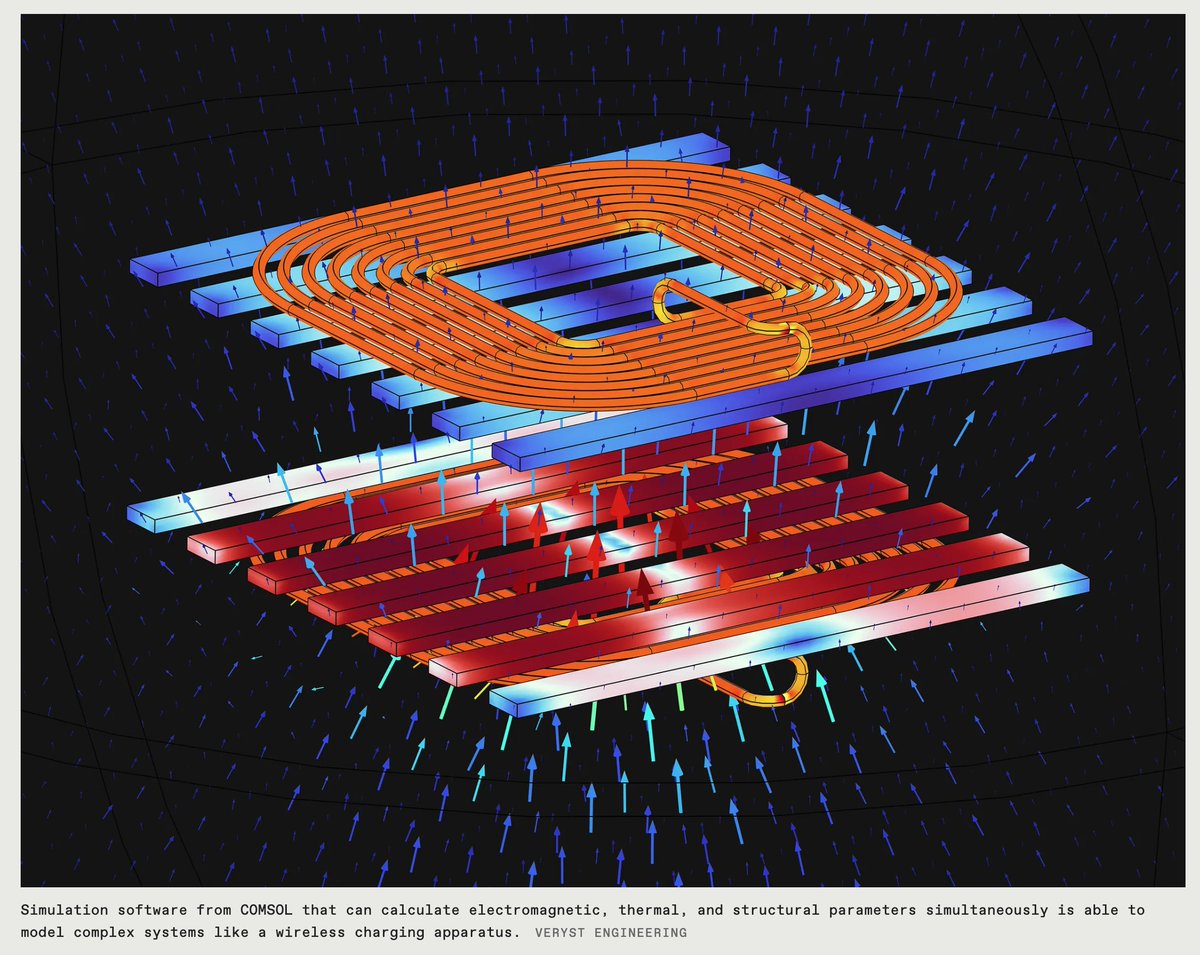 Simulation software from COMSOL that can calculate electromagnetic, thermal, and structural parameters simultaneously is able to
model complex systems like a wireless charging apparatus. VERYST ENGINEERING